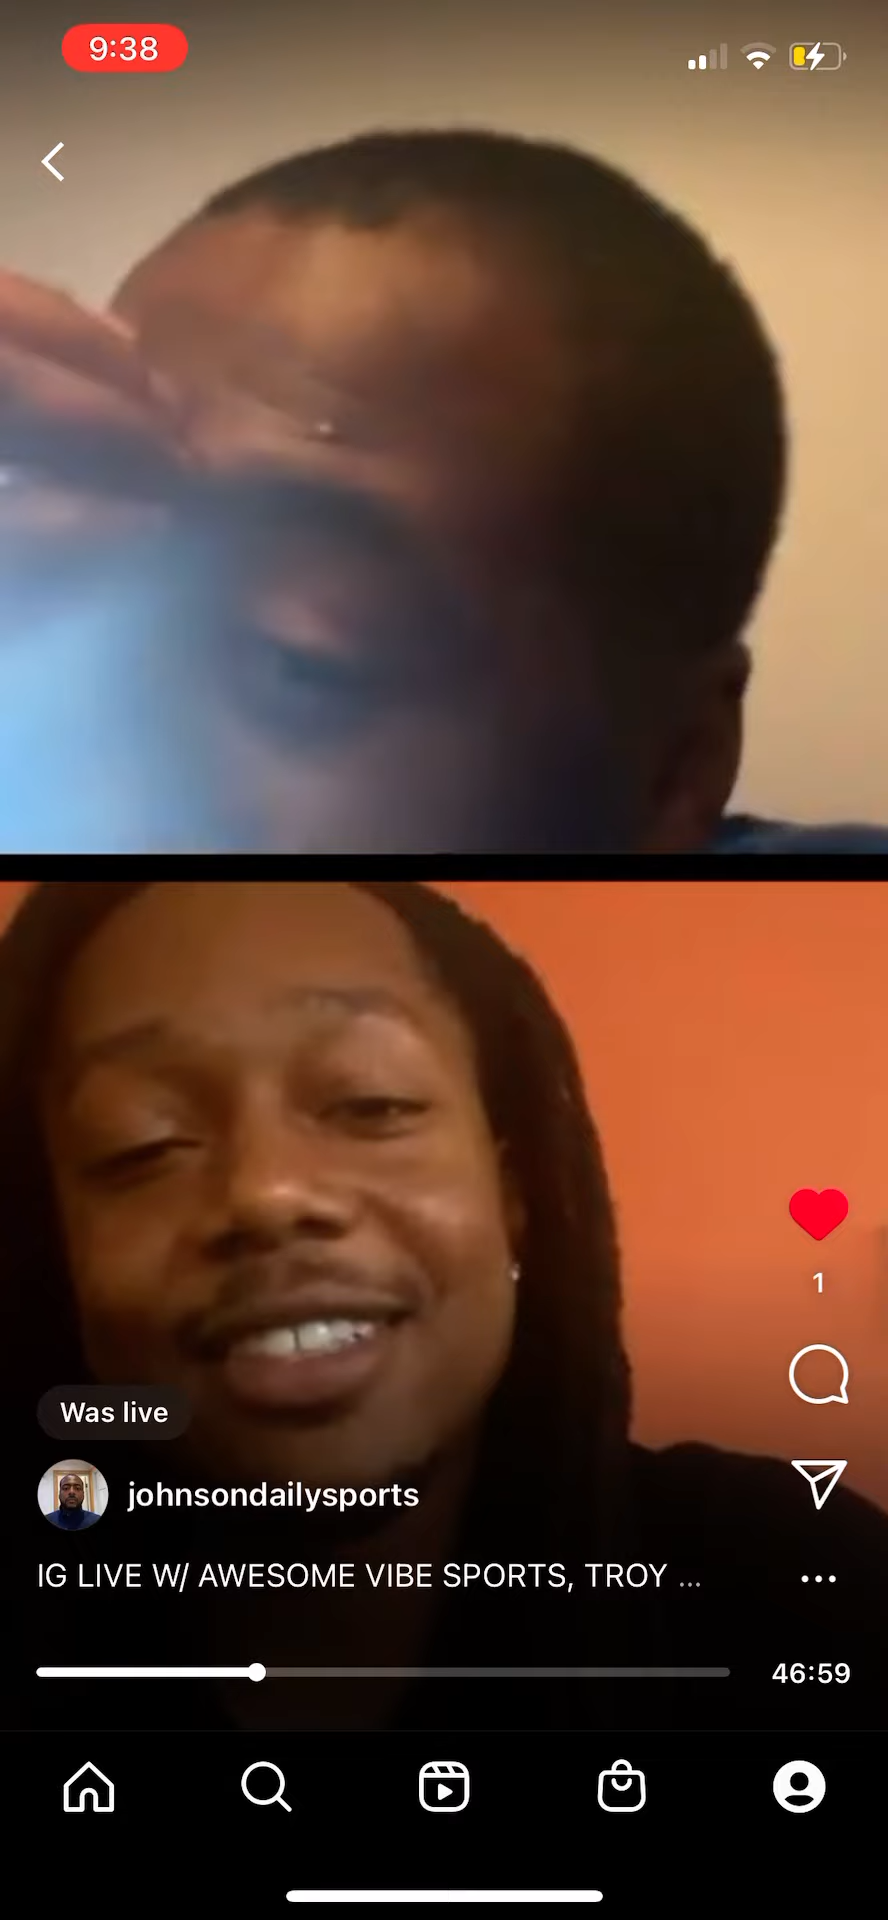 9:38
Was live
johnsondailysports
IG LIVE W/ AWESOME VIBE SPORTS, TROY ...
1
46:59